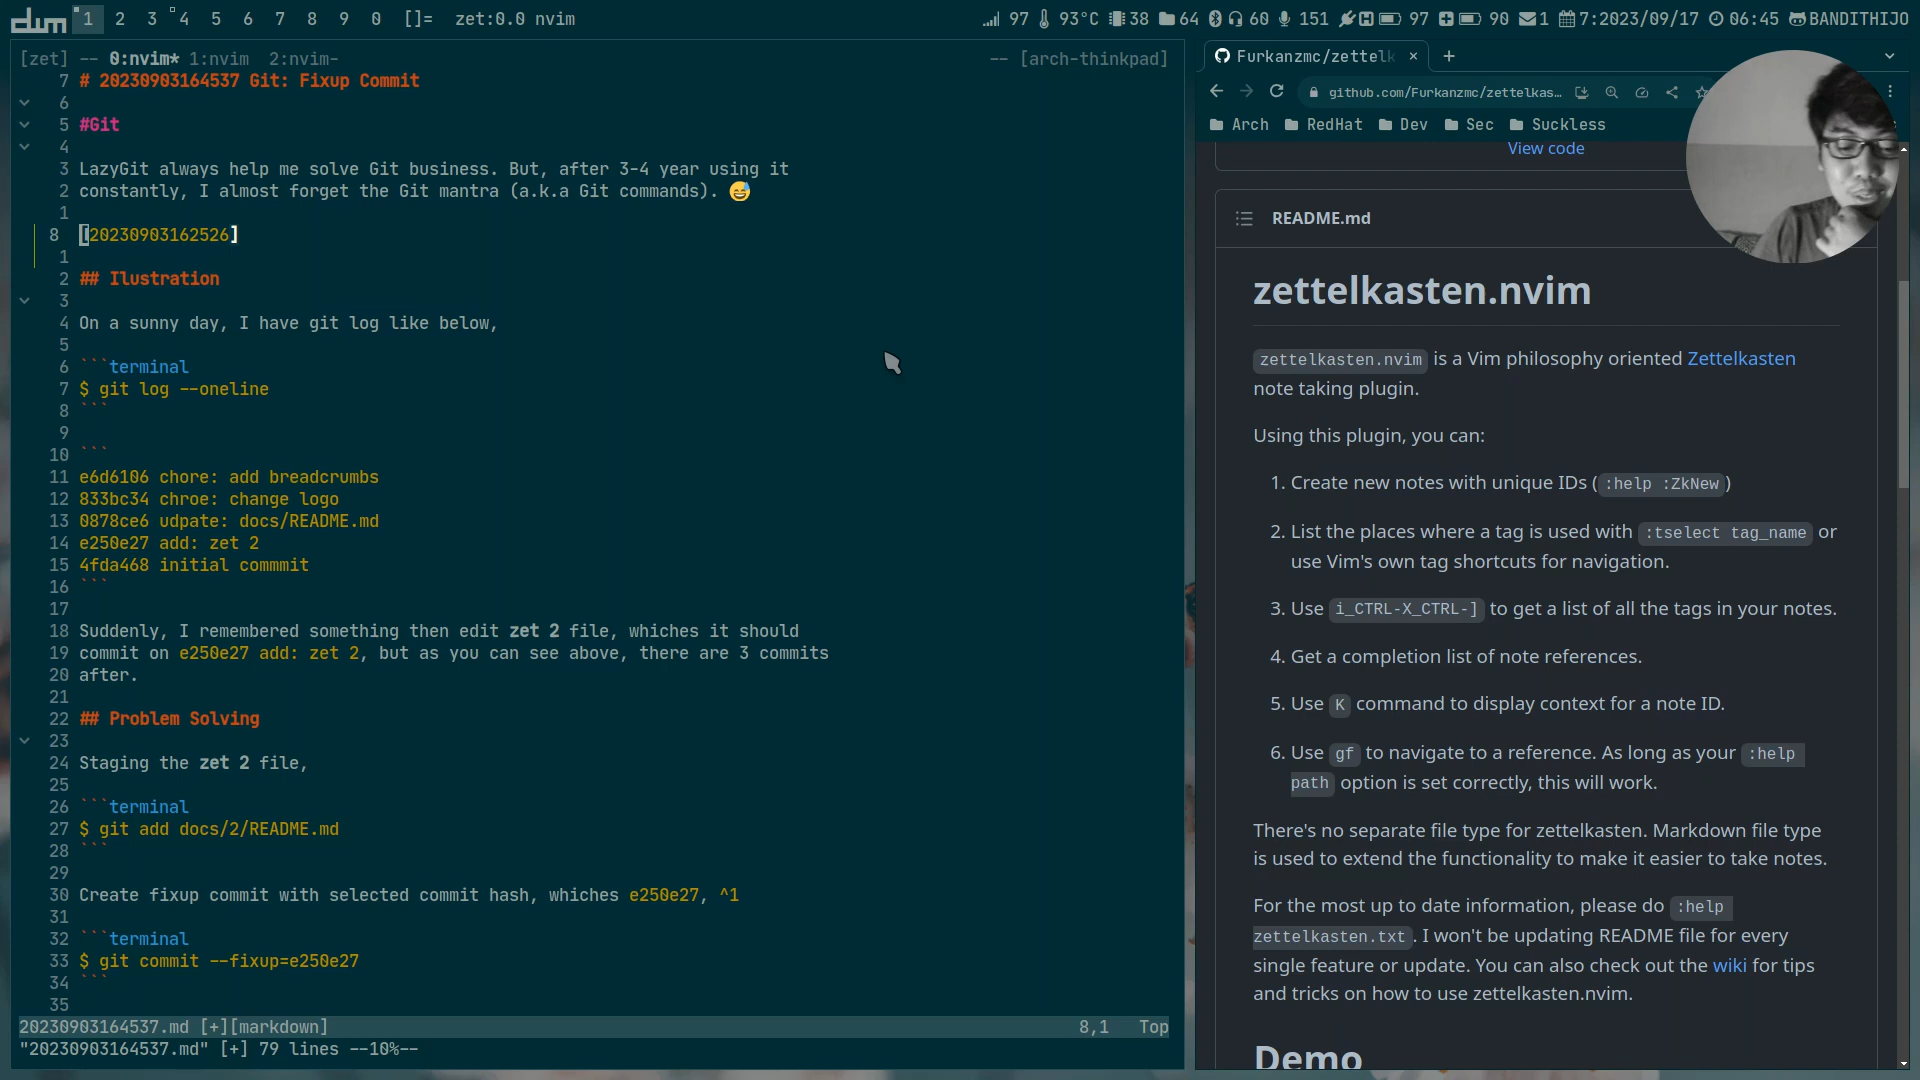 dwm 1 2 3 4 5 6 7 8 9 0 []= zet:0.0 nvim 97 93°C 38 64 60 151 97 90 1 7:2023/09/17 06:45 BANDITHIJO
[zet] -- 0:nvim* 1:nvim 2:nvim- -- [arch-thinkpad]
7 # 20230903164537 Git: Fixup Commit
6
5 #Git
4
3 LazyGit always help me solve Git business. But, after 3-4 year using it
2 constantly, I almost forget the Git mantra (a.k.a Git commands). 😅
1
8 [20230903162526]
1
2 ## Ilustration
3
4 On a sunny day, I have git log like below,
5
6 ```terminal
7 $ git log --oneline
8 ```
9
10 ```
11 e6d6106 chore: add breadcrumbs
12 833bc34 chroe: change logo
13 0878ce6 udpate: docs/README.md
14 e250e27 add: zet 2
15 4fda468 initial commmit
16 ```
17
18 Suddenly, I remembered something then edit zet 2 file, whiches it should
19 commit on e250e27 add: zet 2, but as you can see above, there are 3 commits
20 after.
21
22 ## Problem Solving
23
24 Staging the zet 2 file,
25
26 ```terminal
27 $ git add docs/2/README.md
28 ```
29
30 Create fixup commit with selected commit hash, whiches e250e27, ^1
31
32 ```terminal
33 $ git commit --fixup=e250e27
34 ```
35
20230903164537.md [+][markdown] 8,1 Top
"20230903164537.md" [+] 79 lines --10%--
Furkanzmc/zettelk × +
github.com/Furkanzmc/zettelkas...
Arch RedHat Dev Sec Suckless
View code
README.md
zettelkasten.nvim
zettelkasten.nvim is a Vim philosophy oriented Zettelkasten
note taking plugin.
Using this plugin, you can:
1. Create new notes with unique IDs ( :help :ZkNew )
2. List the places where a tag is used with :tselect tag_name or
use Vim's own tag shortcuts for navigation.
3. Use i_CTRL-X_CTRL-] to get a list of all the tags in your notes.
4. Get a completion list of note references.
5. Use K command to display context for a note ID.
6. Use gf to navigate to a reference. As long as your :help
path option is set correctly, this will work.
There's no separate file type for zettelkasten. Markdown file type
is used to extend the functionality to make it easier to take notes.
For the most up to date information, please do :help
zettelkasten.txt . I won't be updating README file for every
single feature or update. You can also check out the wiki for tips
and tricks on how to use zettelkasten.nvim.
Demo